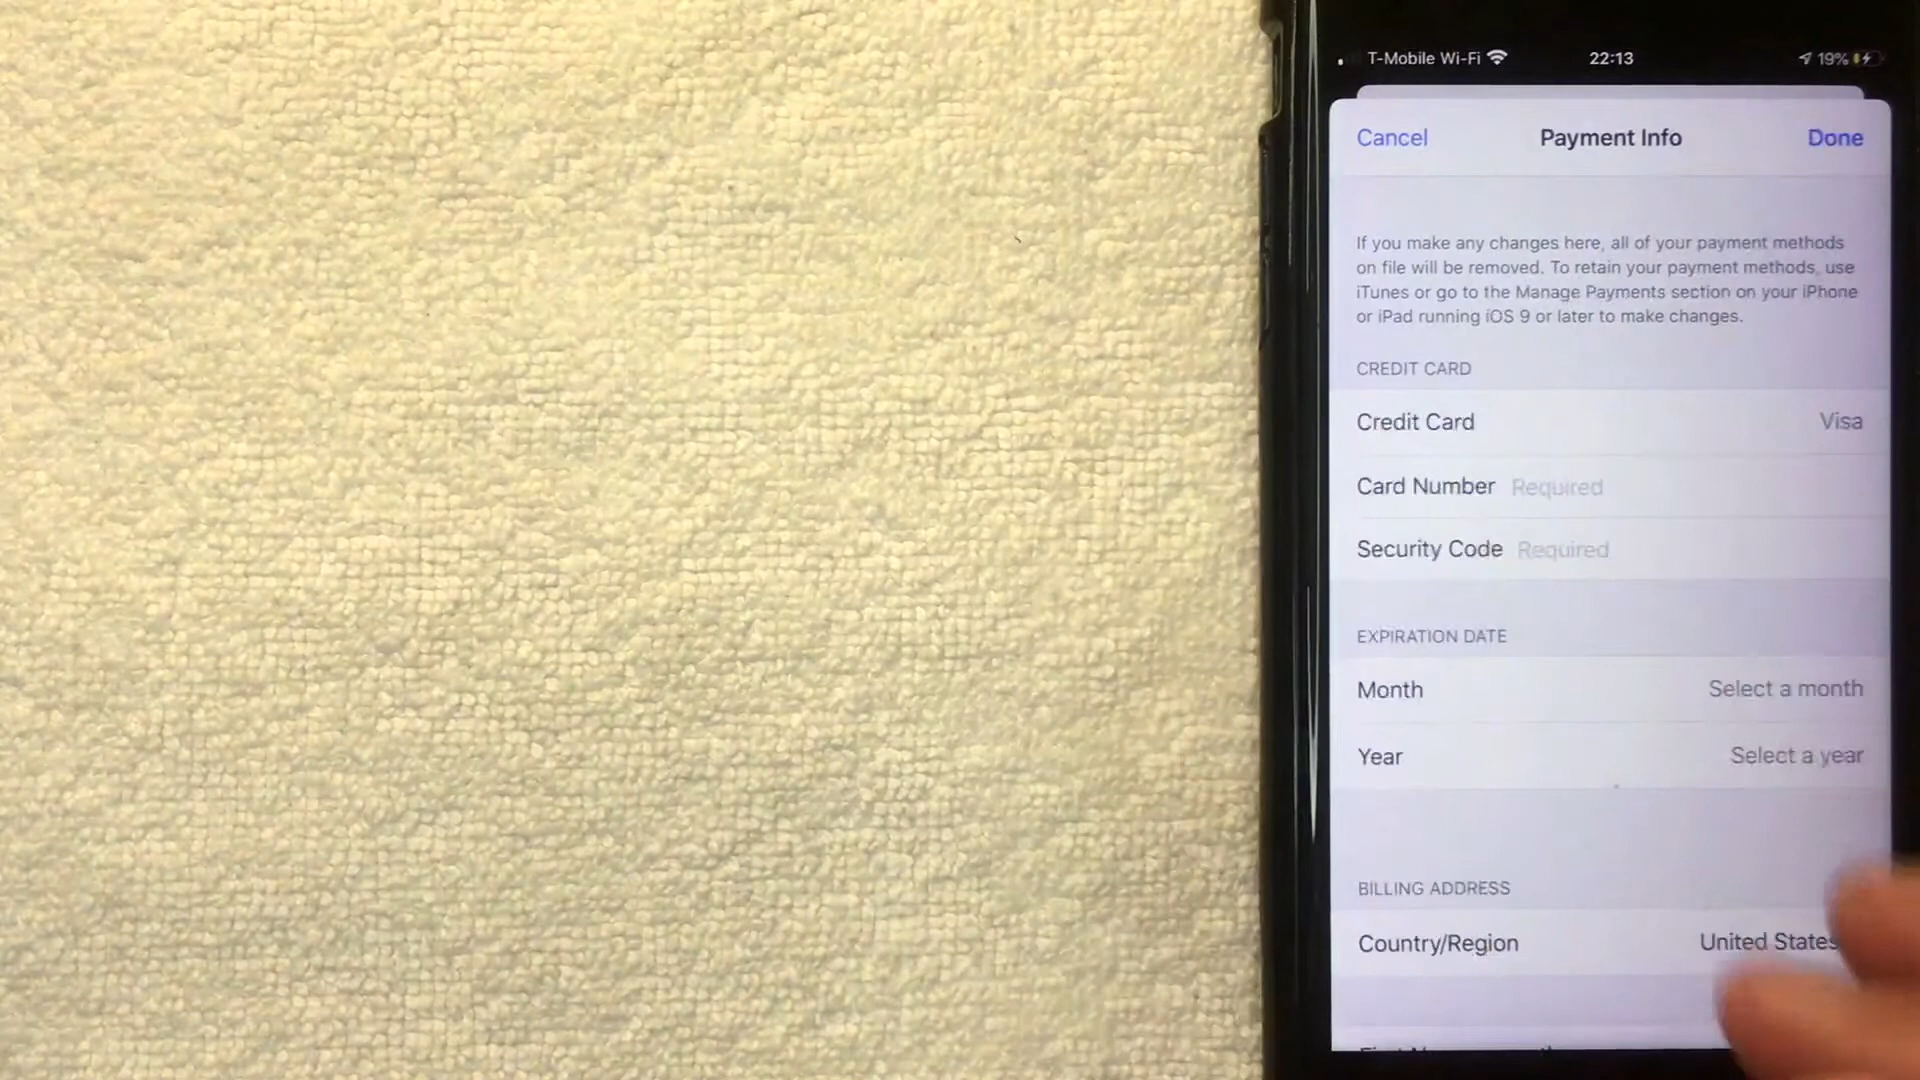 T-Mobile Wi-Fi 22:13 19%
Cancel Payment Info Done
If you make any changes here, all of your payment methods
on file will be removed. To retain your payment methods, use
iTunes or go to the Manage Payments section on your iPhone
or iPad running iOS 9 or later to make changes.
CREDIT CARD
Credit Card Visa
Card Number Required
Security Code Required
EXPIRATION DATE
Month Select a month
Year Select a year
BILLING ADDRESS
Country/Region United States